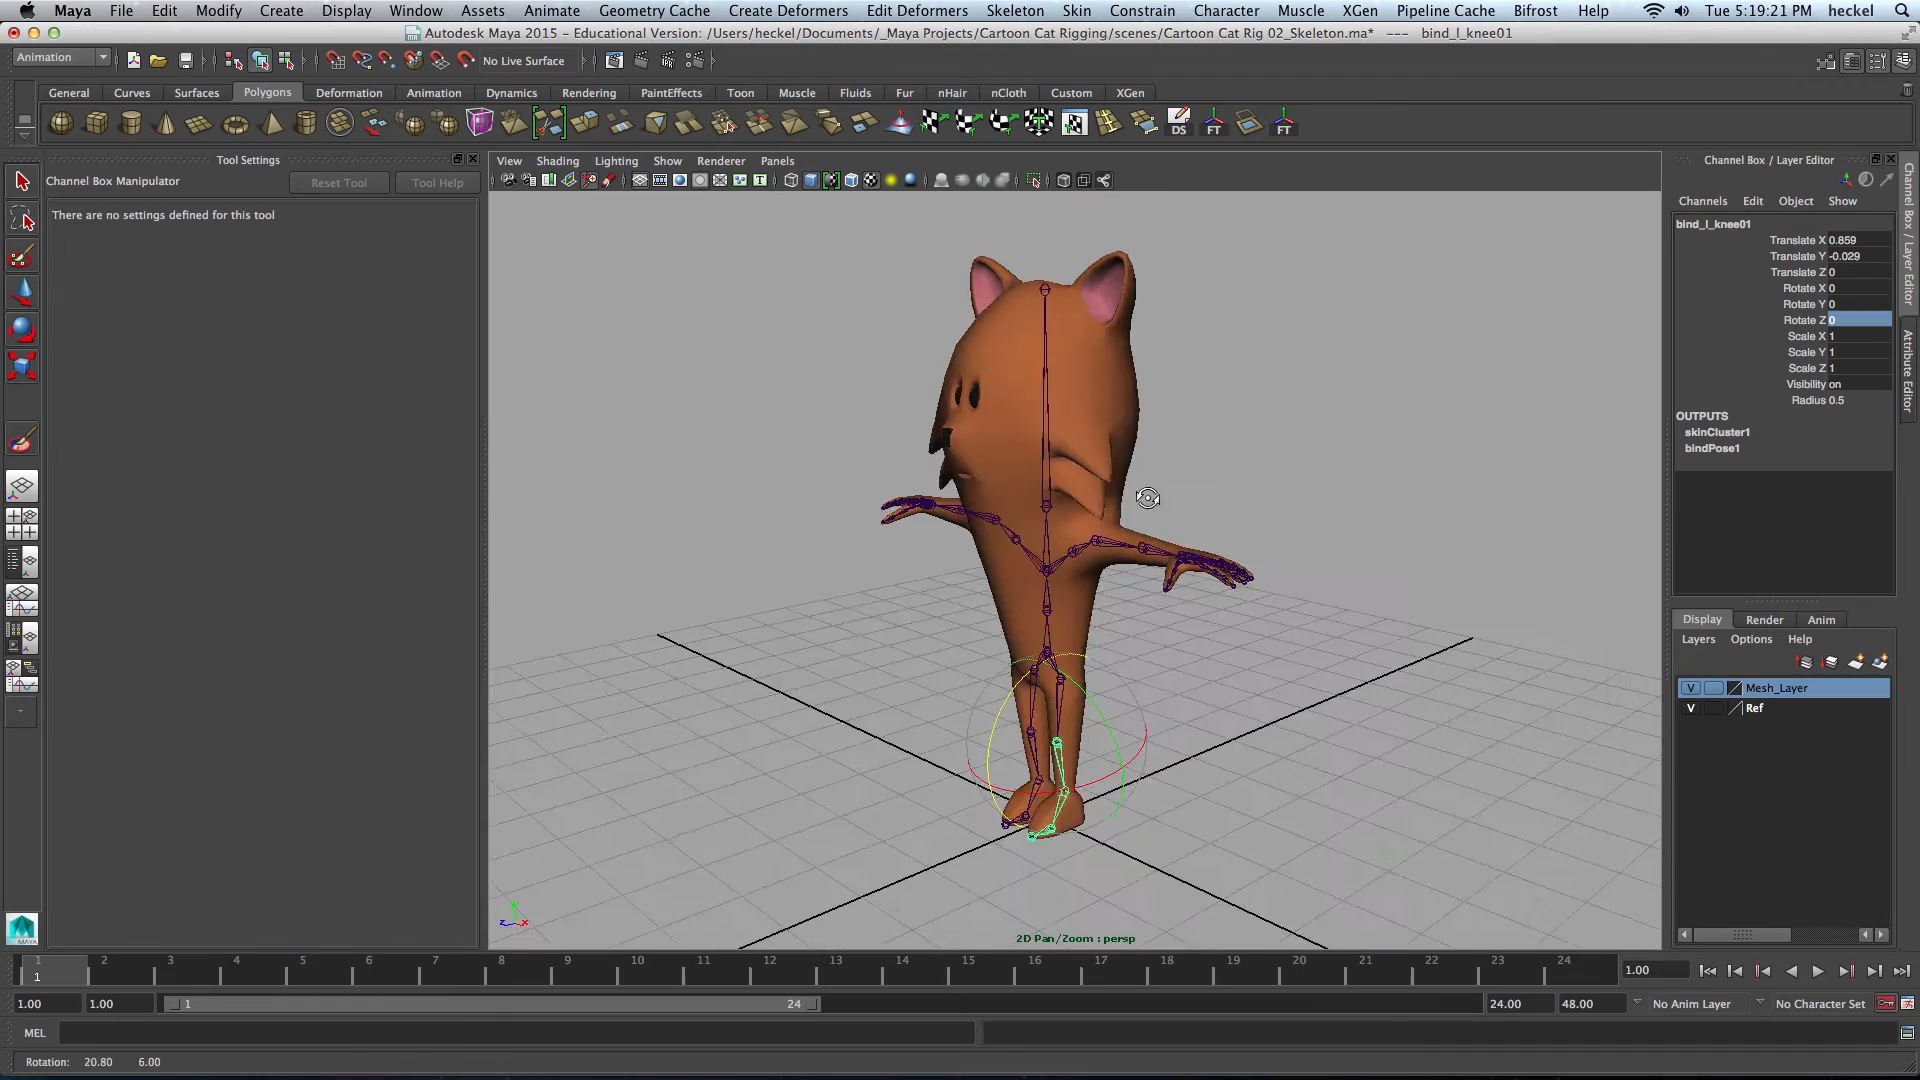 Maya File Edit Modify Create Display Window Assets Animate Geometry Cache Create Deformers Edit Deformers Skeleton Skin Constrain Character Muscle XGen Pipeline Cache Bifrost Help Tue 5:19:21 PM heckel
Autodesk Maya 2015 - Educational Version: /Users/heckel/Documents/_Maya Projects/Cartoon Cat Rigging/scenes/Cartoon Cat Rig 02_Skeleton.ma* --- bind_l_knee01
Animation No Live Surface
General Curves Surfaces Polygons Deformation Animation Dynamics Rendering PaintEffects Toon Muscle Fluids Fur nHair nCloth Custom XGen
DS FT FT
Tool Settings
Channel Box Manipulator Reset Tool Tool Help
There are no settings defined for this tool
View Shading Lighting Show Renderer Panels
Channel Box / Layer Editor
Channels Edit Object Show
bind_l_knee01
Translate X 0.859
Translate Y -0.029
Translate Z 0
Rotate X 0
Rotate Y 0
Rotate Z 0
Scale X 1
Scale Y 1
Scale Z 1
Visibility on
Radius 0.5
OUTPUTS
skinCluster1
bindPose1
Channel Box / Layer Editor
Attribute Editor
Display Render Anim
Layers Options Help
V Mesh_Layer
V Ref
2D Pan/Zoom : persp
Y
Z X
MAYA
1 2 3 4 5 6 7 8 9 10 11 12 13 14 15 16 17 18 19 20 21 22 23 24
1 1.00
1.00 1.00 1 24 24.00 48.00 No Anim Layer No Character Set
MEL
Rotation: 20.80 6.00